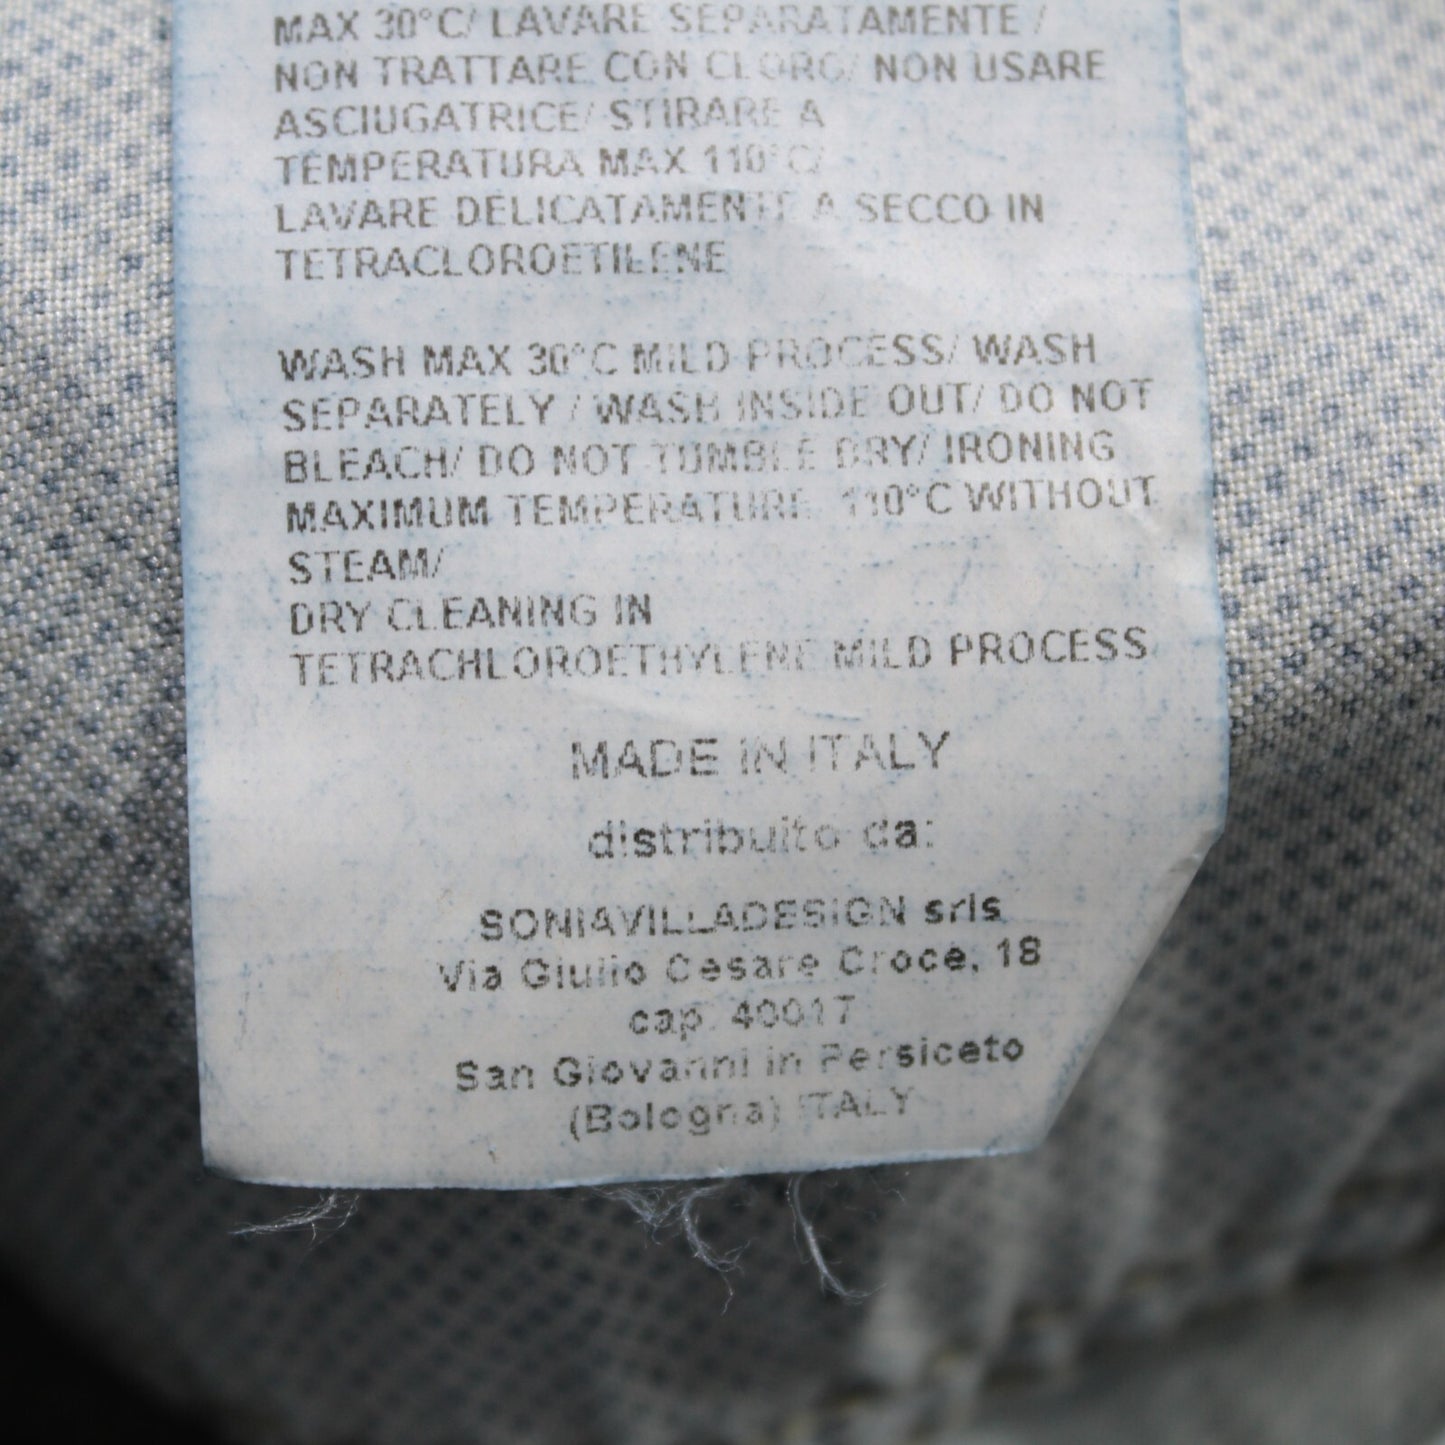 MAX 30°C/ LAVARE SEPARATAMENTE /
NON TRATTARE CON CLORO/ NON USARE
ASCIUGATRICE/ STIRARE A
TEMPERATURA MAX 110°C/
LAVARE DELICATAMENTE A SECCO IN
TETRACLOROETILENE
WASH MAX 30°C MILD PROCESS/ WASH
SEPARATELY / WASH INSIDE OUT/ DO NOT
BLEACH/ DO NOT TUMBLE DRY/ IRONING
MAXIMUM TEMPERATURE 110°C WITHOUT
STEAM/
DRY CLEANING IN
TETRACHLOROETHYLENE MILD PROCESS
MADE IN ITALY
distribuito da:
SONIAVILLADESIGN srls
Via Giulio Cesare Croce, 18
cap. 40017
San Giovanni in Persiceto
(Bologna) ITALY